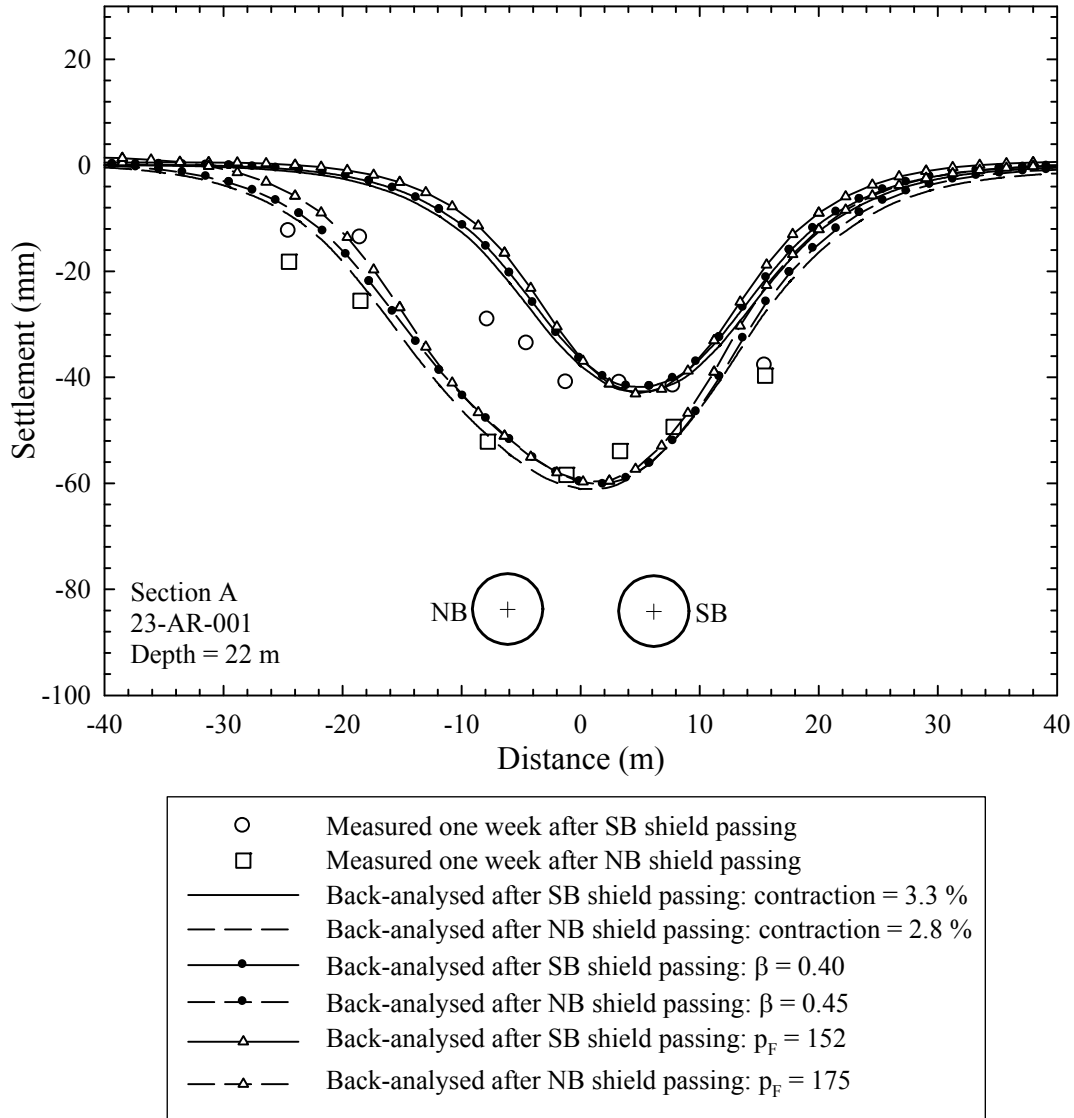 20
0
-20
-40
-60
-80
-100
Settlement (mm)
Section A
23-AR-001
Depth = 22 m
NB
SB
-40 -30 -20 -10 0 10 20 30 40
Distance (m)
Measured one week after SB shield passing
Measured one week after NB shield passing
Back-analysed after SB shield passing: contraction = 3.3 %
Back-analysed after NB shield passing: contraction = 2.8 %
Back-analysed after SB shield passing: β = 0.40
Back-analysed after NB shield passing: β = 0.45
Back-analysed after SB shield passing: p_F = 152
Back-analysed after NB shield passing: p_F = 175